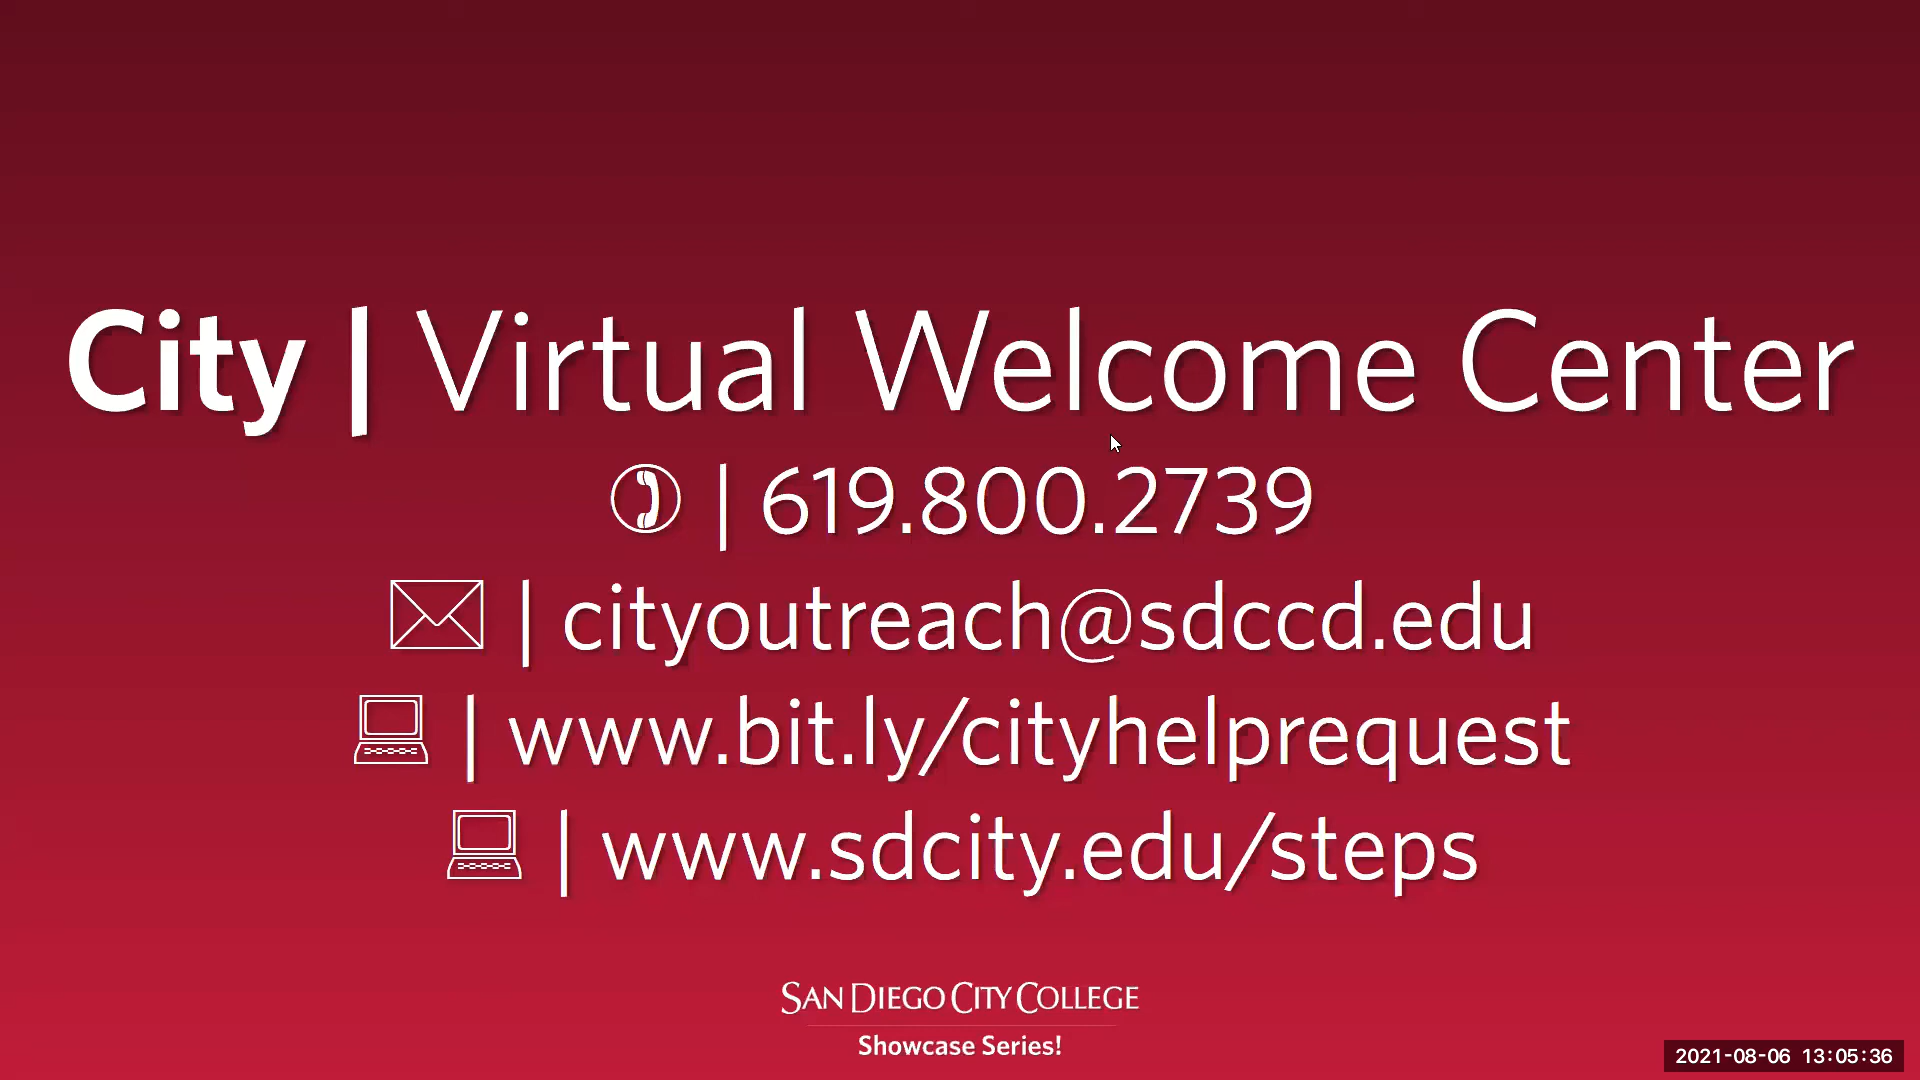 City | Virtual Welcome Center
✆ | 619.800.2739
🖂 | cityoutreach@sdccd.edu
💻 | www.bit.ly/cityhelprequest
💻 | www.sdcity.edu/steps
SAN DIEGO CITY COLLEGE
Showcase Series!
2021-08-06 13:05:36